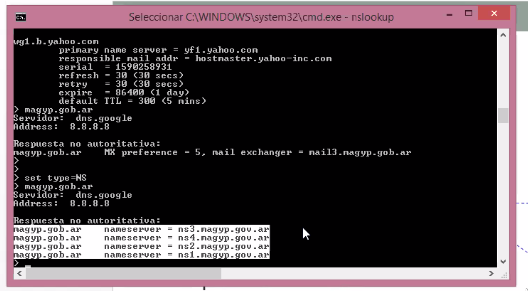 Seleccionar C:\WINDOWS\system32\cmd.exe - nslookup
wg1.b.yahoo.com
primary name server = yf1.yahoo.com
responsible mail addr = hostmaster.yahoo-inc.com
serial = 1590258931
refresh = 30 (30 secs)
retry = 30 (30 secs)
expire = 86400 (1 day)
default TTL = 300 (5 mins)
> magyp.gob.ar
Servidor: dns.google
Address: 8.8.8.8
Respuesta no autoritativa:
magyp.gob.ar MX preference = 5, mail exchanger = mail3.magyp.gob.ar
>
>
> set type=NS
> magyp.gob.ar
Servidor: dns.google
Address: 8.8.8.8
Respuesta no autoritativa:
magyp.gob.ar nameserver = ns3.magyp.gov.ar
magyp.gob.ar nameserver = ns4.magyp.gov.ar
magyp.gob.ar nameserver = ns2.magyp.gov.ar
magyp.gob.ar nameserver = ns1.magyp.gov.ar
>